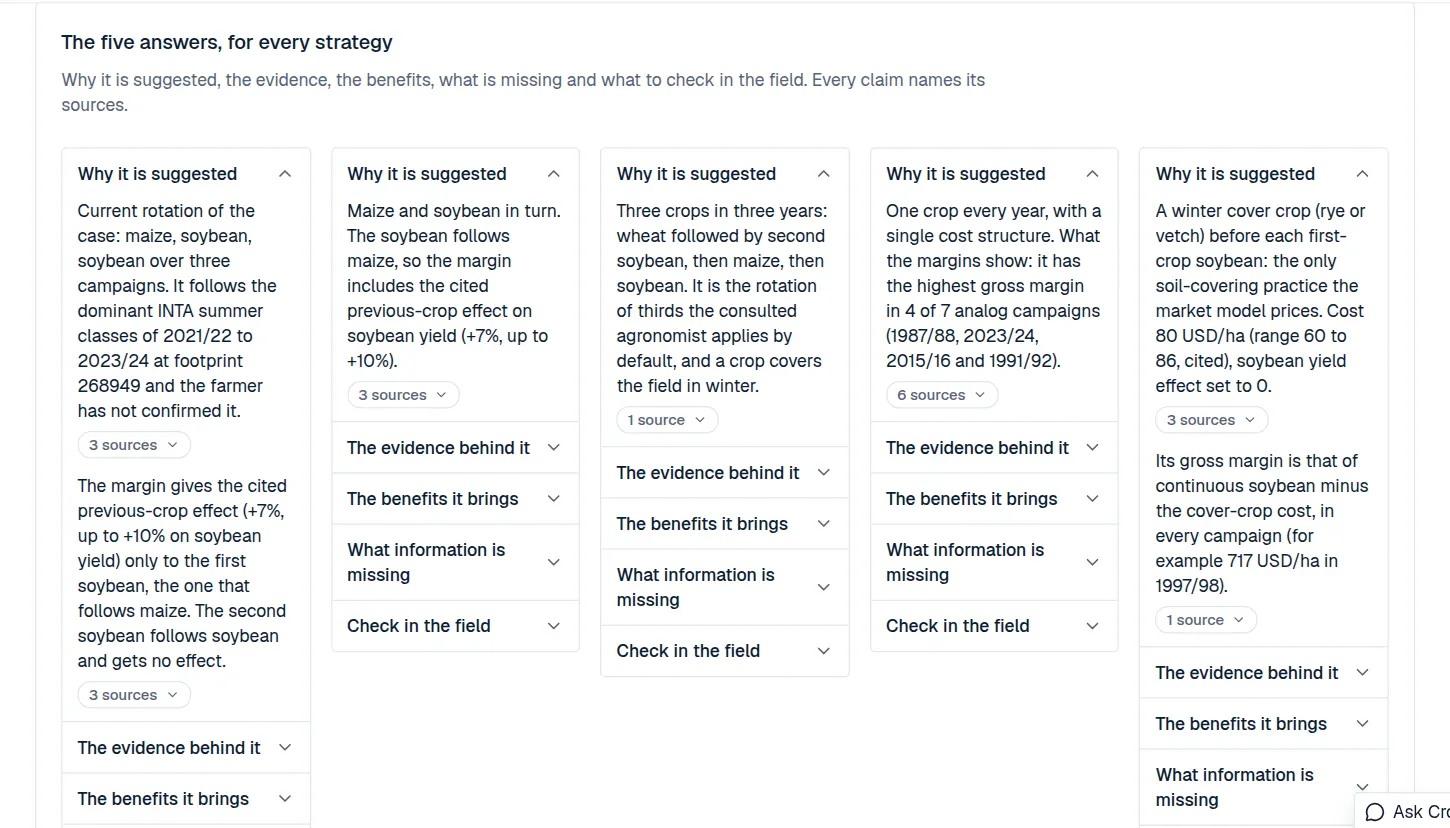 The five answers, for every strategy
Why it is suggested, the evidence, the benefits, what is missing and what to check in the field. Every claim names its
sources.
Why it is suggested
Current rotation of the
case: maize, soybean,
soybean over three
campaigns. It follows the
dominant INTA summer
classes of 2021/22 to
2023/24 at footprint
268949 and the farmer
has not confirmed it.
3 sources
The margin gives the cited
previous-crop effect (+7%,
up to +10% on soybean
yield) only to the first
soybean, the one that
follows maize. The second
soybean follows soybean
and gets no effect.
3 sources
The evidence behind it
The benefits it brings
Why it is suggested
Maize and soybean in turn.
The soybean follows
maize, so the margin
includes the cited
previous-crop effect on
soybean yield (+7%, up to
+10%).
3 sources
The evidence behind it
The benefits it brings
What information is
missing
Check in the field
Why it is suggested
Three crops in three years:
wheat followed by second
soybean, then maize, then
soybean. It is the rotation
of thirds the consulted
agronomist applies by
default, and a crop covers
the field in winter.
1 source
The evidence behind it
The benefits it brings
What information is
missing
Check in the field
Why it is suggested
One crop every year, with a
single cost structure. What
the margins show: it has
the highest gross margin
in 4 of 7 analog campaigns
(1987/88, 2023/24,
2015/16 and 1991/92).
6 sources
The evidence behind it
The benefits it brings
What information is
missing
Check in the field
Why it is suggested
A winter cover crop (rye or
vetch) before each first-
crop soybean: the only
soil-covering practice the
market model prices. Cost
80 USD/ha (range 60 to
86, cited), soybean yield
effect set to 0.
3 sources
Its gross margin is that of
continuous soybean minus
the cover-crop cost, in
every campaign (for
example 717 USD/ha in
1997/98).
1 source
The evidence behind it
The benefits it brings
What information is
missing
Ask